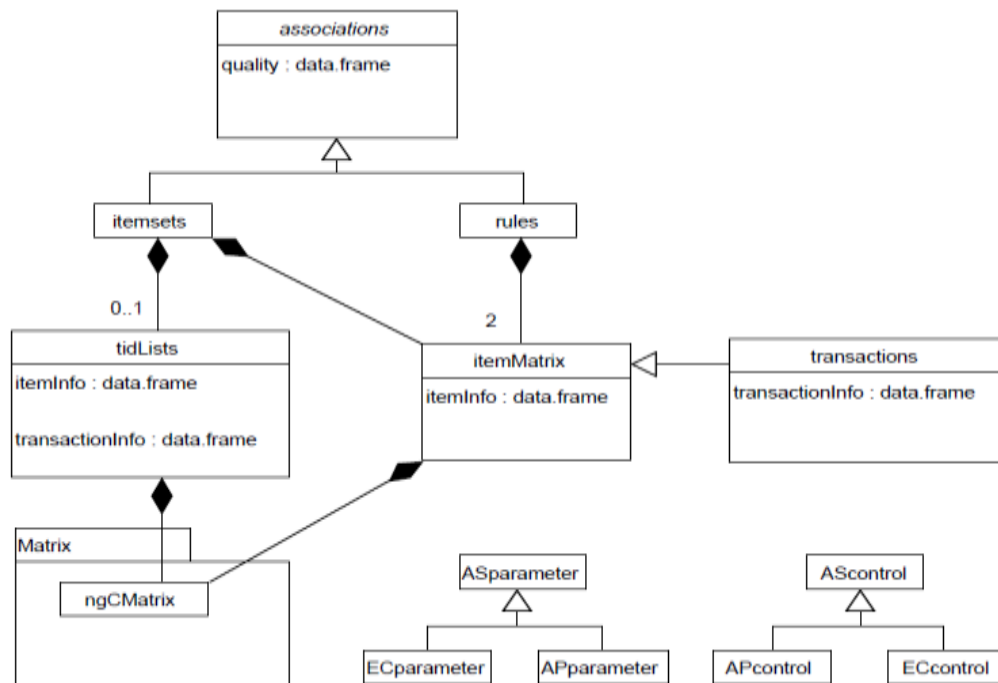 associations
quality : data.frame
itemsets
rules
0..1
2
tidLists
itemInfo : data.frame
transactionInfo : data.frame
itemMatrix
itemInfo : data.frame
transactions
transactionInfo : data.frame
Matrix
ngCMatrix
ASparameter
AScontrol
ECparameter
APparameter
APcontrol
ECcontrol